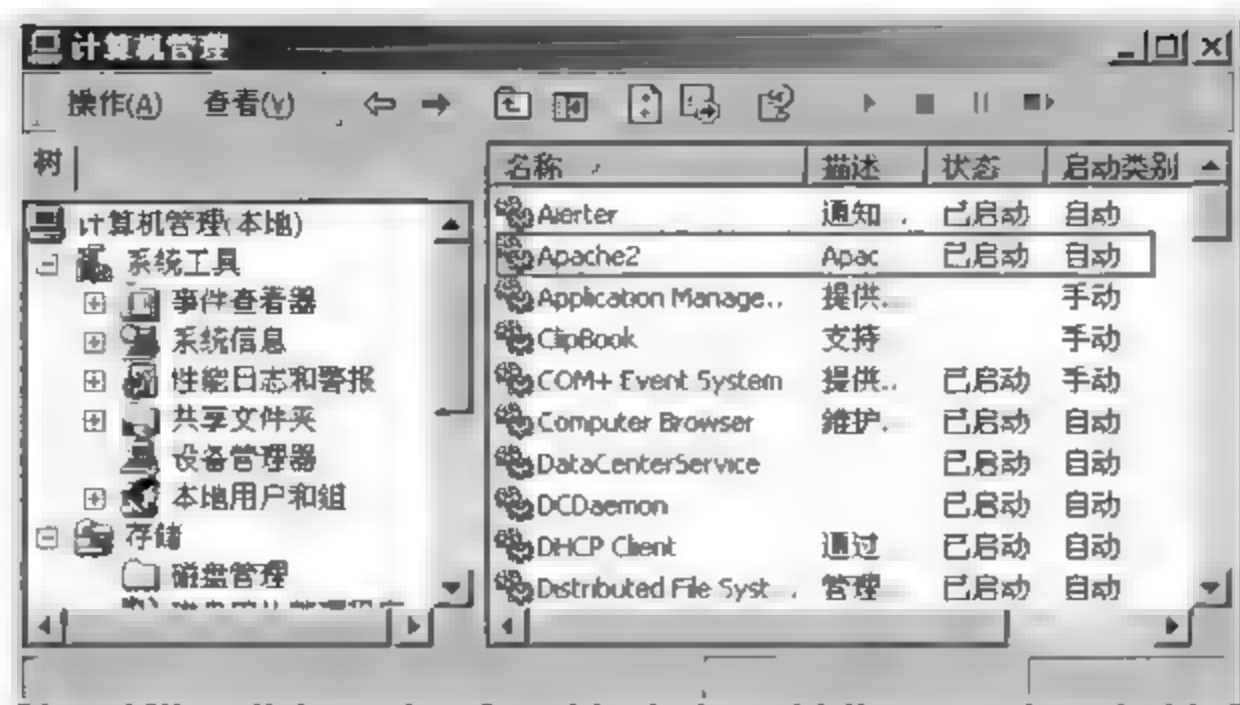 计算机管理
操作(A) 查看(V)
树
计算机管理(本地)
系统工具
事件查看器
系统信息
性能日志和警报
共享文件夹
设备管理器
本地用户和组
存储
磁盘管理
名称 描述 状态 启动类别
Alerter 通知. 已启动 自动
Apache2 Apac 已启动 自动
Application Manage.. 提供. 手动
ClipBook 支持 手动
COM+ Event System 提供.. 已启动 手动
Computer Browser 维护. 已启动 自动
DataCenterService 已启动 自动
DCDaemon 已启动 自动
DHCP Client 通过 已启动 自动
Distributed File Syst.. 管理 已启动 自动